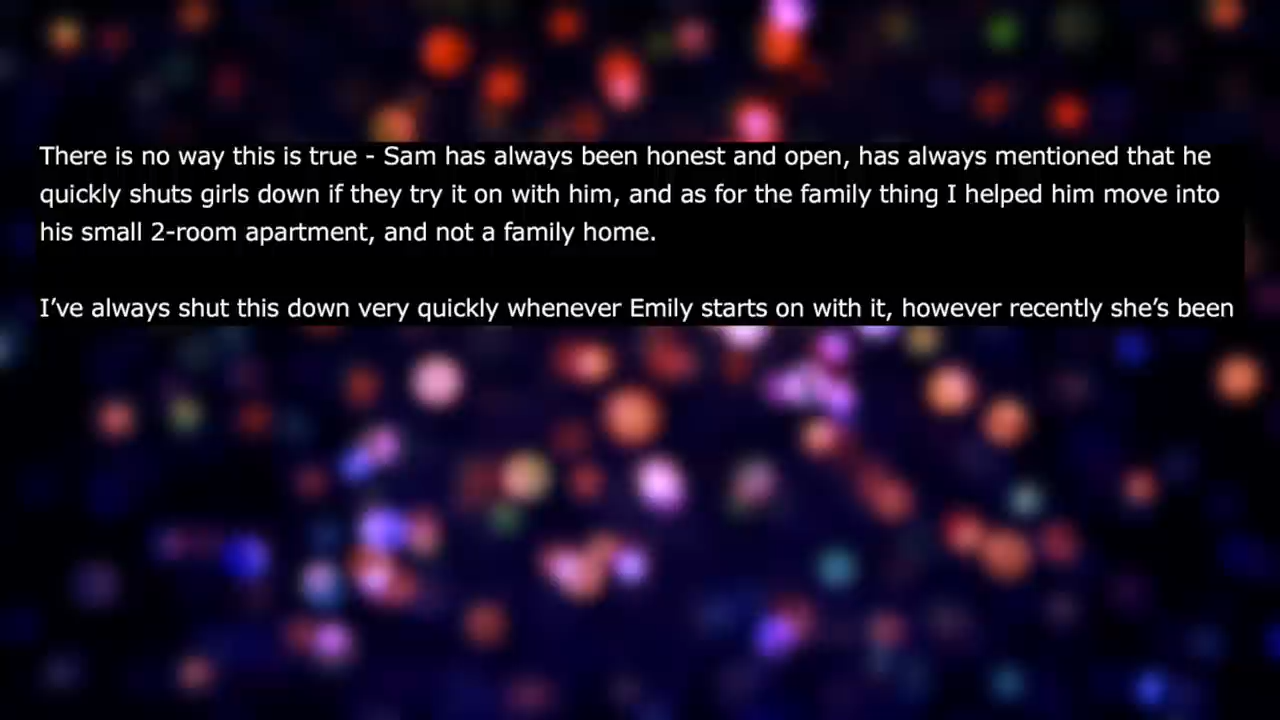 There is no way this is true - Sam has always been honest and open, has always mentioned that he
quickly shuts girls down if they try it on with him, and as for the family thing I helped him move into
his small 2-room apartment, and not a family home.
I’ve always shut this down very quickly whenever Emily starts on with it, however recently she’s been